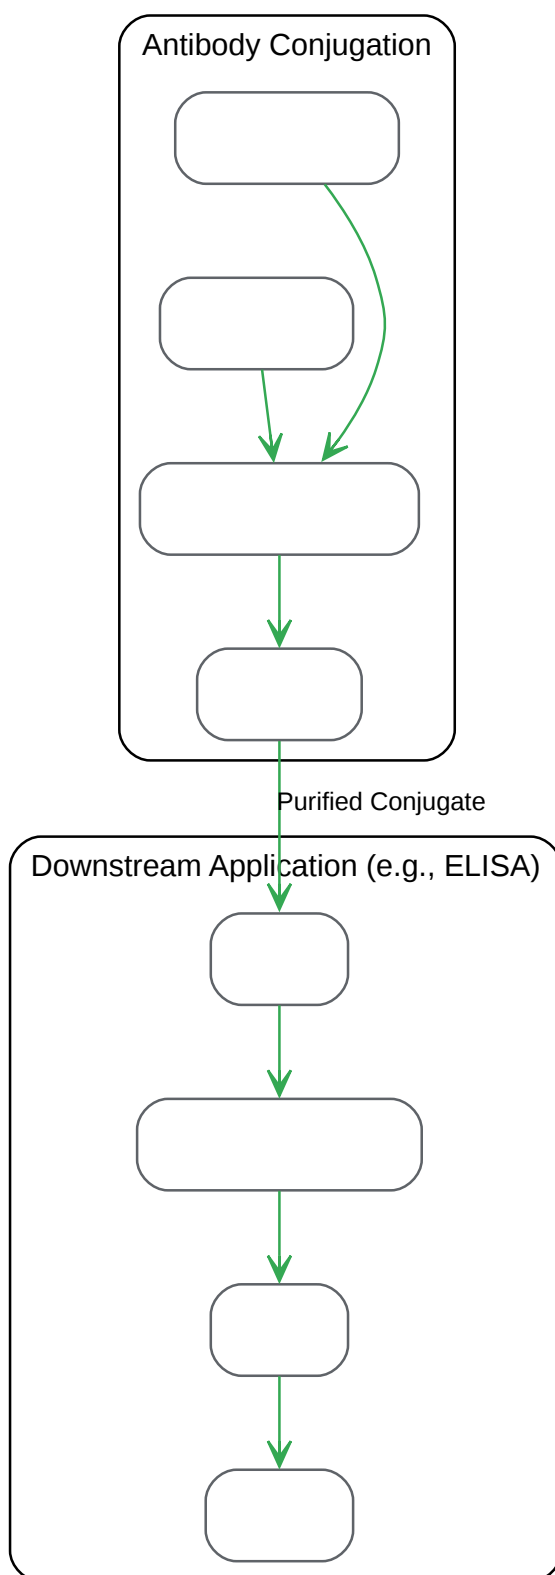 Antibody Conjugation
Purified Conjugate
Downstream Application (e.g., ELISA)